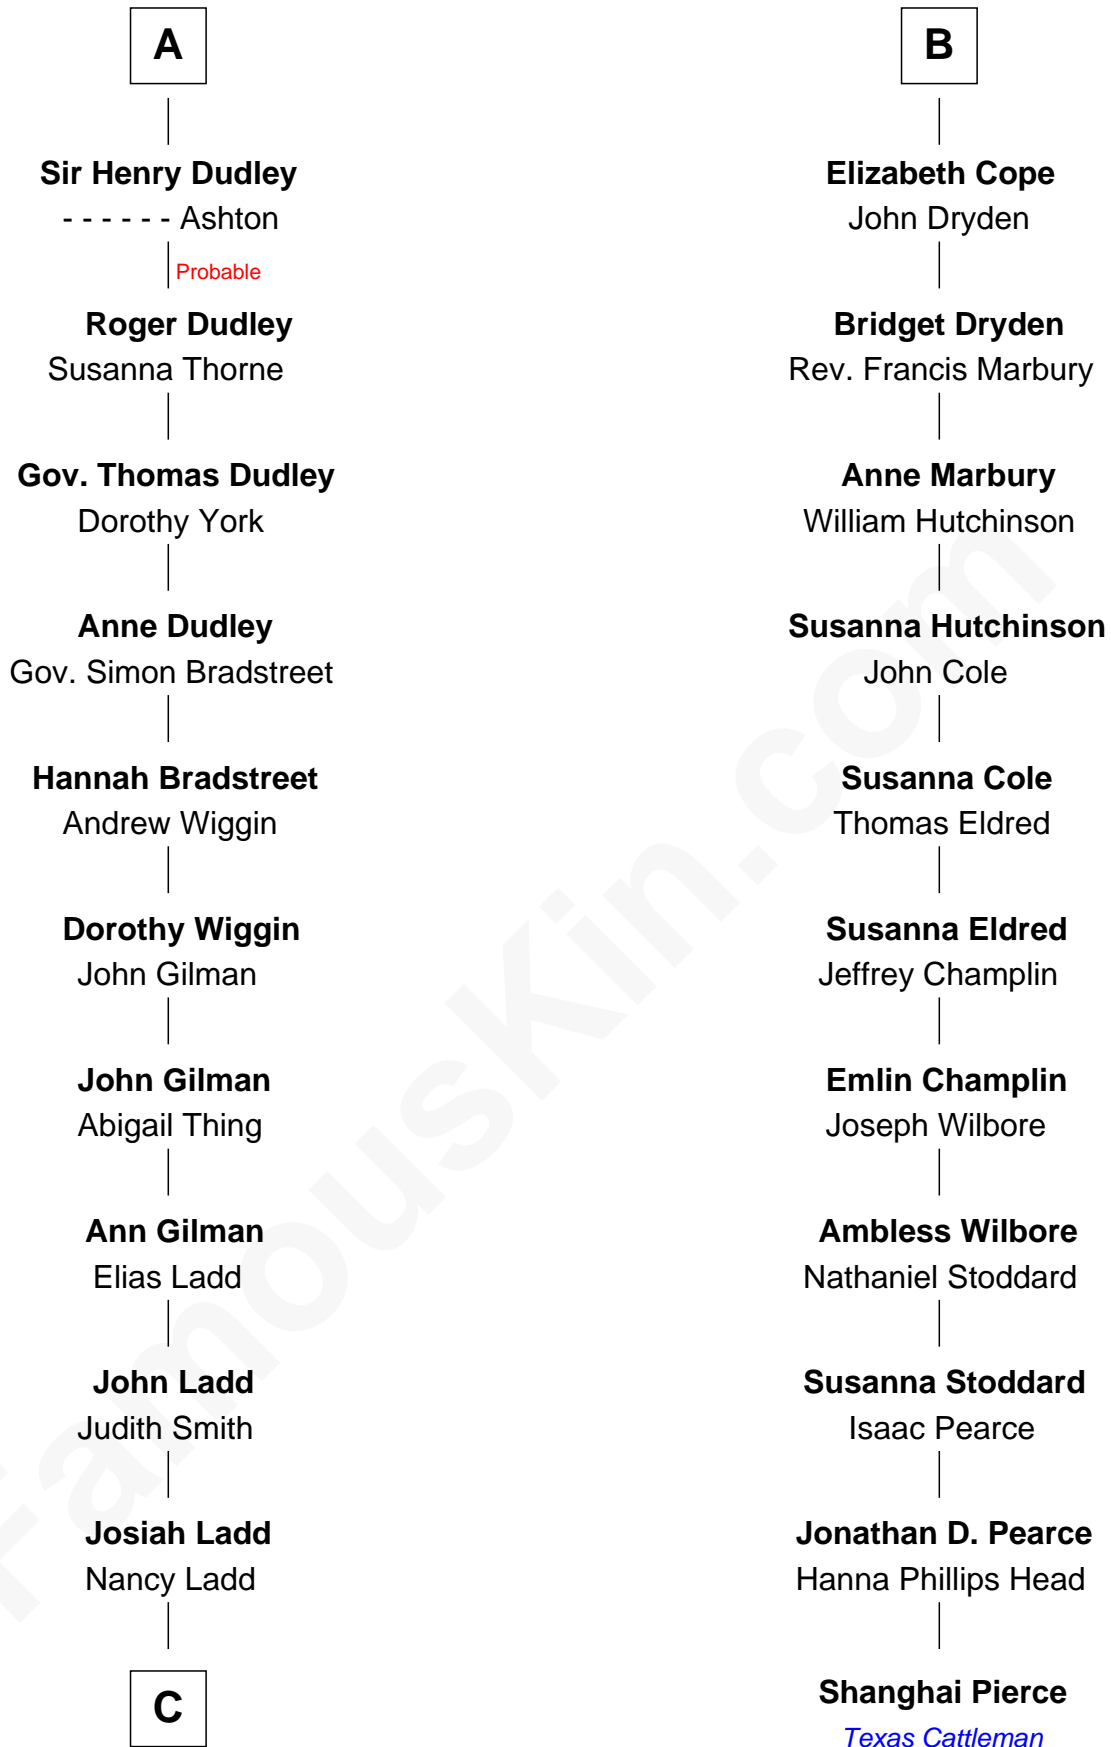 A
Sir Henry Dudley
- - - - - - Ashton
Probable
Roger Dudley
Susanna Thorne
Gov. Thomas Dudley
Dorothy York
Anne Dudley
Gov. Simon Bradstreet
Hannah Bradstreet
Andrew Wiggin
Dorothy Wiggin
John Gilman
John Gilman
Abigail Thing
Ann Gilman
Elias Ladd
John Ladd
Judith Smith
Josiah Ladd
Nancy Ladd
C
B
Elizabeth Cope
John Dryden
Bridget Dryden
Rev. Francis Marbury
Anne Marbury
William Hutchinson
Susanna Hutchinson
John Cole
Susanna Cole
Thomas Eldred
Susanna Eldred
Jeffrey Champlin
Emlin Champlin
Joseph Wilbore
Ambless Wilbore
Nathaniel Stoddard
Susanna Stoddard
Isaac Pearce
Jonathan D. Pearce
Hanna Phillips Head
Shanghai Pierce
Texas Cattleman
FamousKin.com